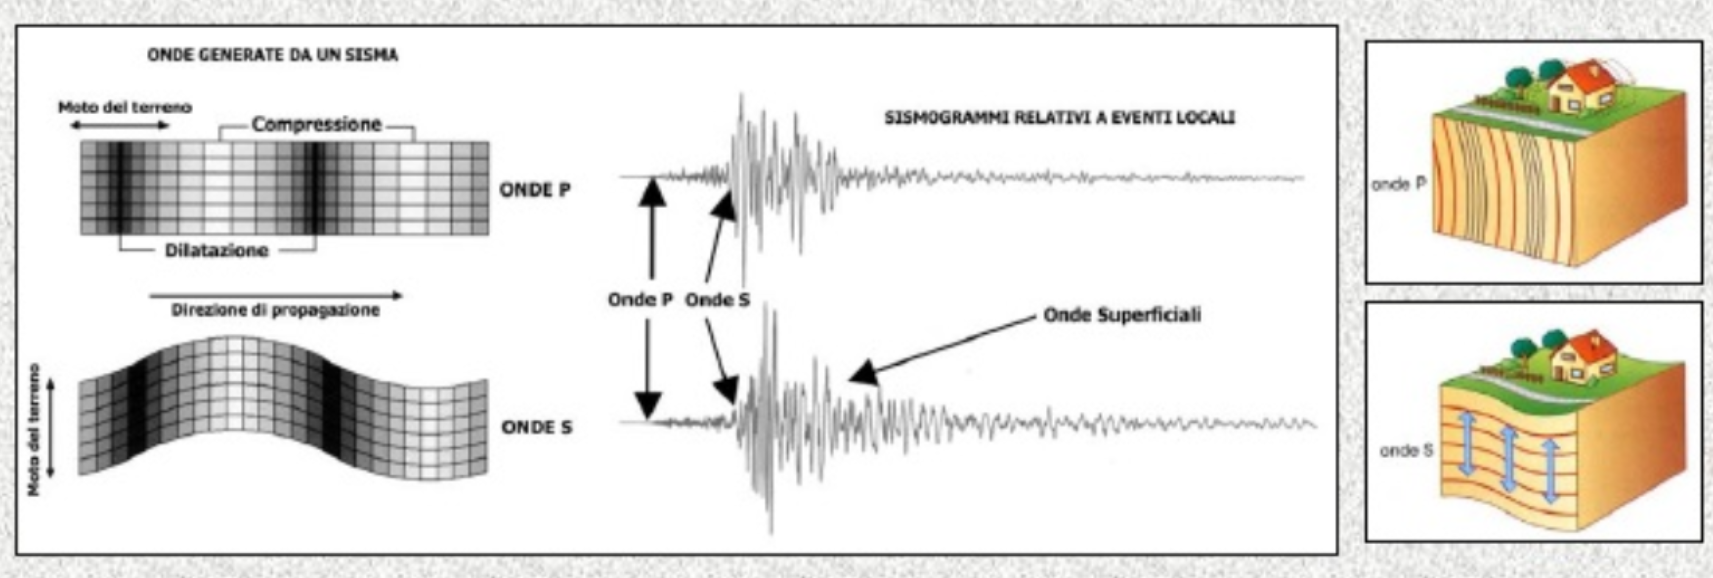 ONDE GENERATE DA UN SISMA
Moto del terreno
Compressione
ONDE P
Dilatazione
Direzione di propagazione
Moto del terreno
ONDE S
SISMOGRAMMI RELATIVI A EVENTI LOCALI
Onde P Onde S
Onde Superficiali
onde P
onde S